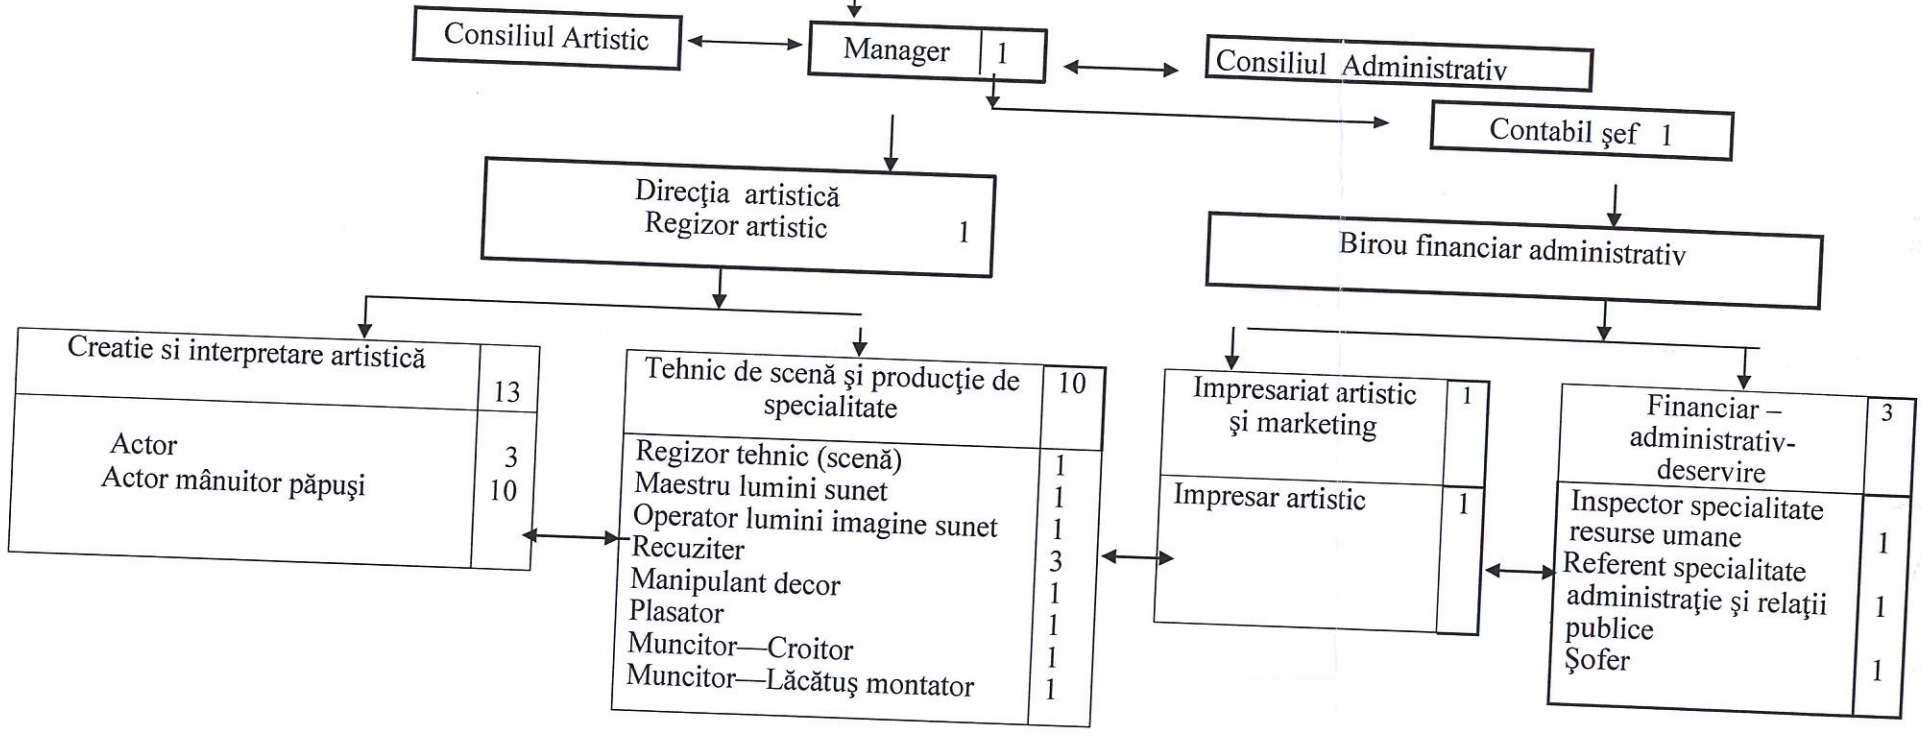 Consiliul Artistic
Manager 1
Consiliul Administrativ
Contabil şef 1
Direcţia artistică
Regizor artistic 1
Birou financiar administrativ
Creatie si interpretare artistică
13
Actor 3
Actor mânuitor păpuşi 10
Tehnic de scenă şi producţie de 10
specialitate
Regizor tehnic (scenă) 1
Maestru lumini sunet 1
Operator lumini imagine sunet 1
Recuziter 3
Manipulant decor 1
Plasator 1
Muncitor—Croitor 1
Muncitor—Lăcătuş montator 1
Impresariat artistic 1
şi marketing
Impresar artistic 1
Financiar – 3
administrativ-
deservire
Inspector specialitate
resurse umane 1
Referent specialitate
administraţie şi relaţii 1
publice
Şofer 1